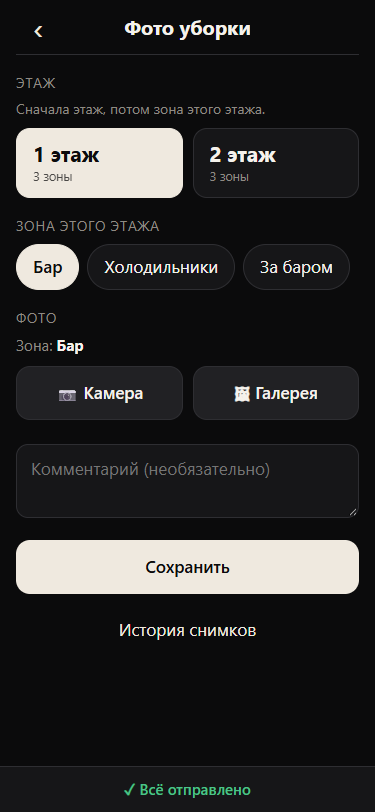 ‹ Фото уборки
ЭТАЖ
Сначала этаж, потом зона этого этажа.
1 этаж
3 зоны
2 этаж
3 зоны
ЗОНА ЭТОГО ЭТАЖА
Бар
Холодильники
За баром
ФОТО
Зона: Бар
📷 Камера
🖼 Галерея
Комментарий (необязательно)
Сохранить
История снимков
✓ Всё отправлено